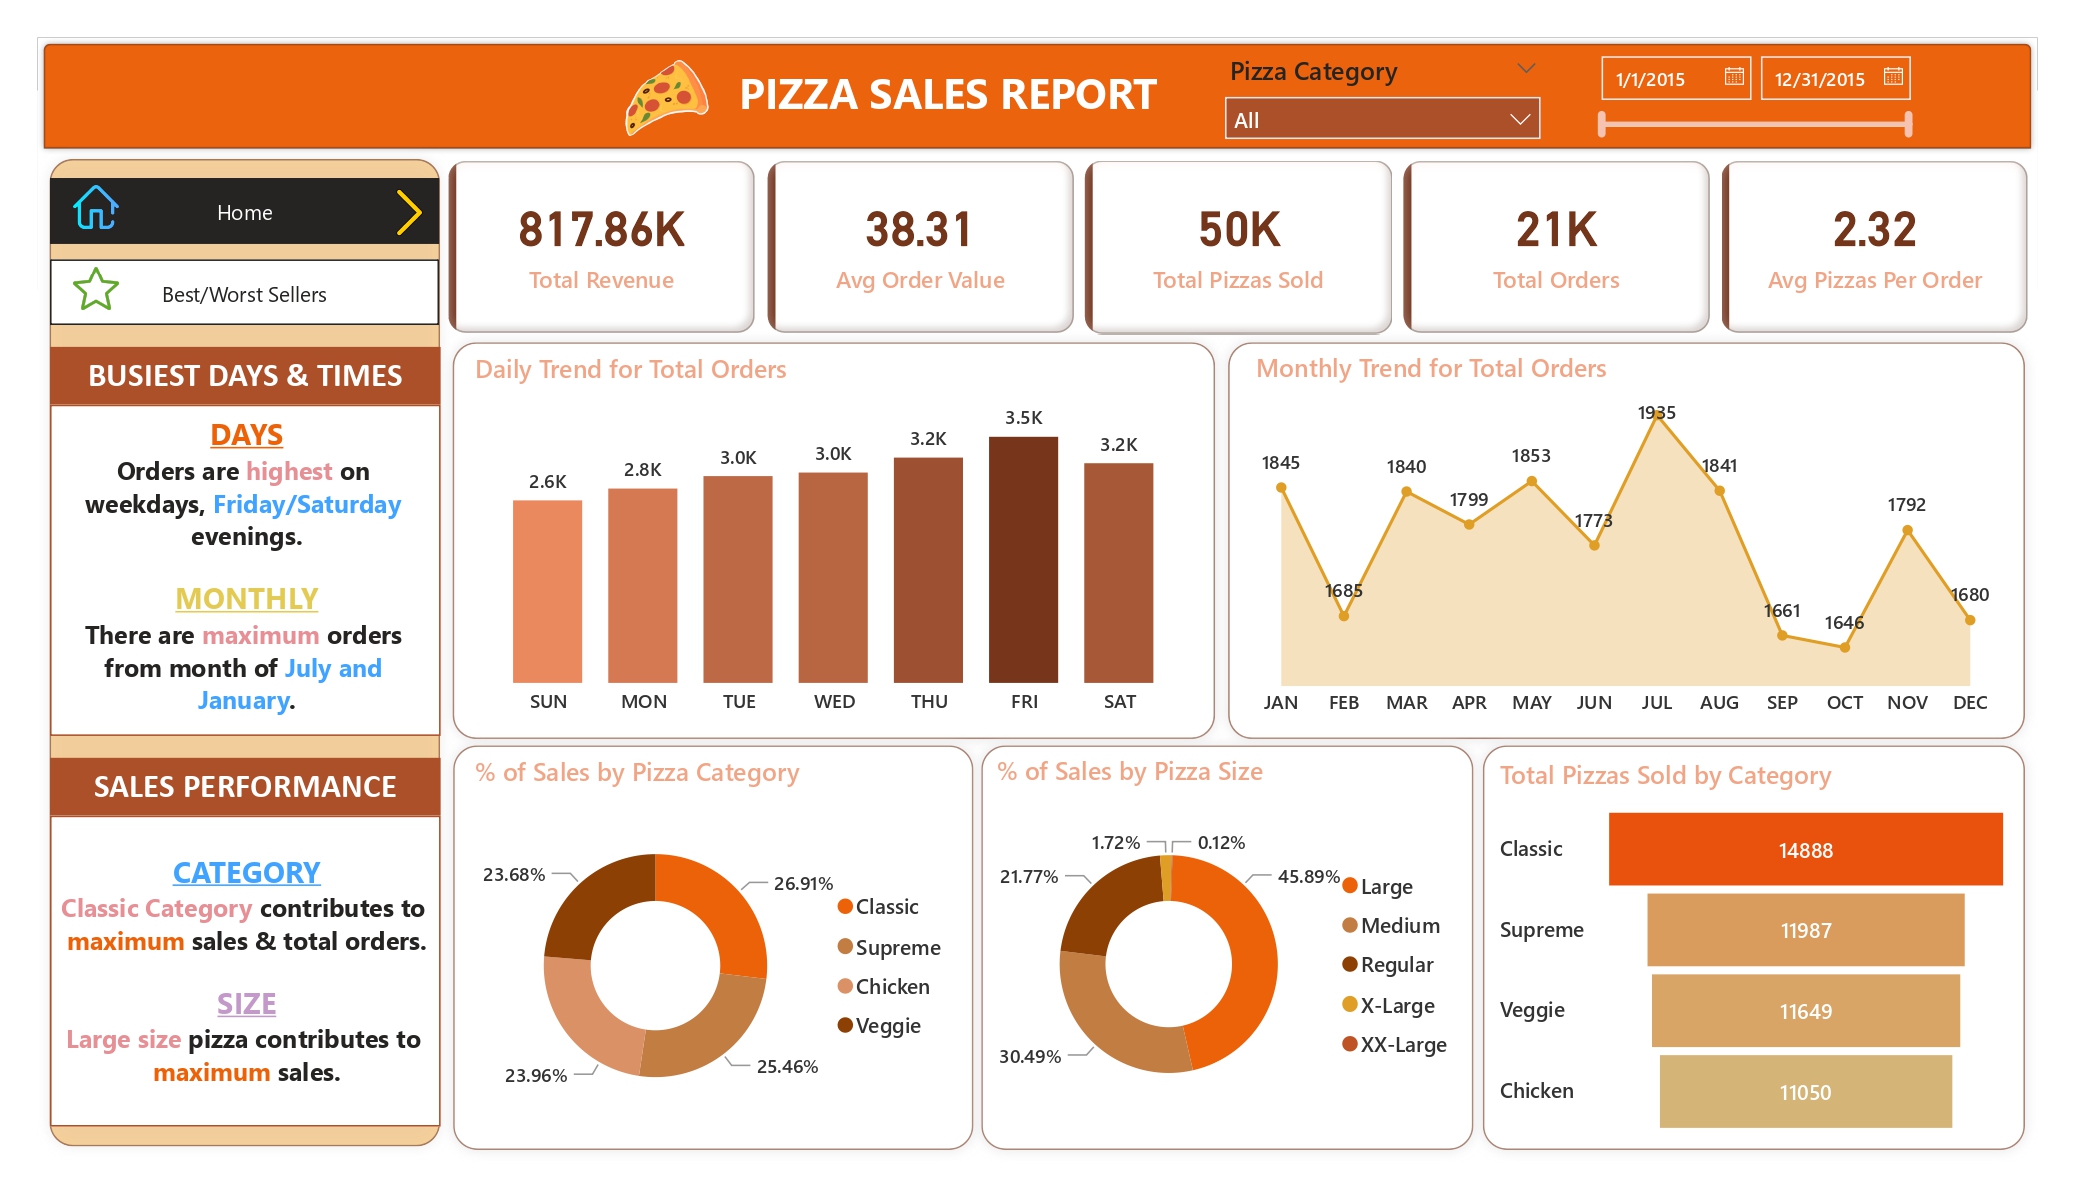 PIZZA SALES REPORT
Pizza Category
All
1/1/2015
12/31/2015
Home
Best/Worst Sellers
BUSIEST DAYS & TIMES
DAYS
Orders are highest on
weekdays, Friday/Saturday
evenings.
MONTHLY
There are maximum orders
from month of July and
January.
SALES PERFORMANCE
CATEGORY
Classic Category contributes to
maximum sales & total orders.
SIZE
Large size pizza contributes to
maximum sales.
817.86K
Total Revenue
38.31
Avg Order Value
50K
Total Pizzas Sold
21K
Total Orders
2.32
Avg Pizzas Per Order
Daily Trend for Total Orders
2.6K
2.8K
3.0K
3.0K
3.2K
3.5K
3.2K
SUN MON TUE WED THU FRI SAT
Monthly Trend for Total Orders
1845
1685
1840
1799
1853
1773
1935
1841
1661
1646
1792
1680
JAN FEB MAR APR MAY JUN JUL AUG SEP OCT NOV DEC
% of Sales by Pizza Category
23.68%
26.91%
23.96%
25.46%
Classic
Supreme
Chicken
Veggie
% of Sales by Pizza Size
1.72%
0.12%
21.77%
45.89%
30.49%
Large
Medium
Regular
X-Large
XX-Large
Total Pizzas Sold by Category
Classic 14888
Supreme 11987
Veggie 11649
Chicken 11050